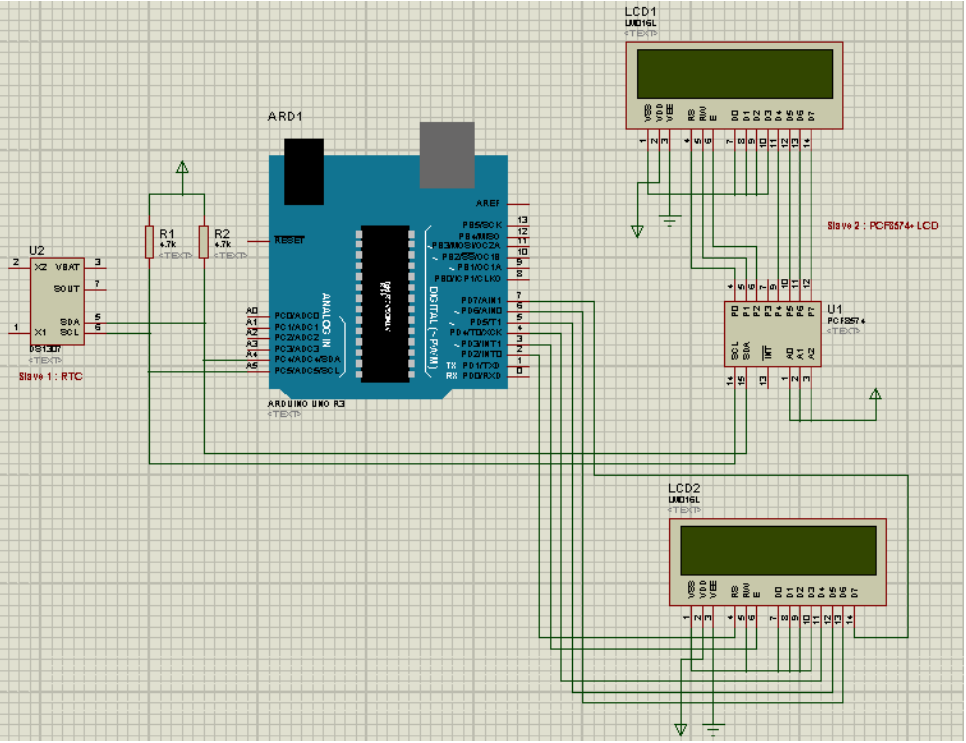 LCD1
LM016L
<TEXT>
VSS VDD VEE RS RW E D0 D1 D2 D3 D4 D5 D6 D7
1 2 3 4 5 6 7 8 9 10 11 12 13 14
Slave 2 : PCF8574+ LCD
ARD1
AREF
PB5/SCK 13
PB4/MISO 12
~PB3/MOSI/OC2A 11
~PB2/SS/OC1B 10
~PB1/OC1A 9
PB0/ICP1/CLKO 8
PD7/AIN1 7
~PD6/AIN0 6
~PD5/T1 5
PD4/T0/XCK 4
~PD3/INT1 3
PD2/INT0 2
TX PD1/TXD 1
RX PD0/RXD 0
DIGITAL (~PWM)
RESET
ANALOG IN
A0 PC0/ADC0
A1 PC1/ADC1
A2 PC2/ADC2
A3 PC3/ADC3
A4 PC4/ADC4/SDA
A5 PC5/ADC5/SCL
ARDUINO UNO R3
<TEXT>
R1
4.7k
<TEXT>
R2
4.7k
<TEXT>
U2
2 X2 VBAT 3
SOUT 7
SDA 5
1 X1 SCL 6
DS1307
<TEXT>
Slave 1 : RTC
4 5 6 7 9 10 11 12
P0 P1 P2 P3 P4 P5 P6 P7
SCL SDA INT A0 A1 A2
14 15 13 1 2 3
U1
PCF8574
<TEXT>
LCD2
LM016L
<TEXT>
VSS VDD VEE RS RW E D0 D1 D2 D3 D4 D5 D6 D7
1 2 3 4 5 6 7 8 9 10 11 12 13 14